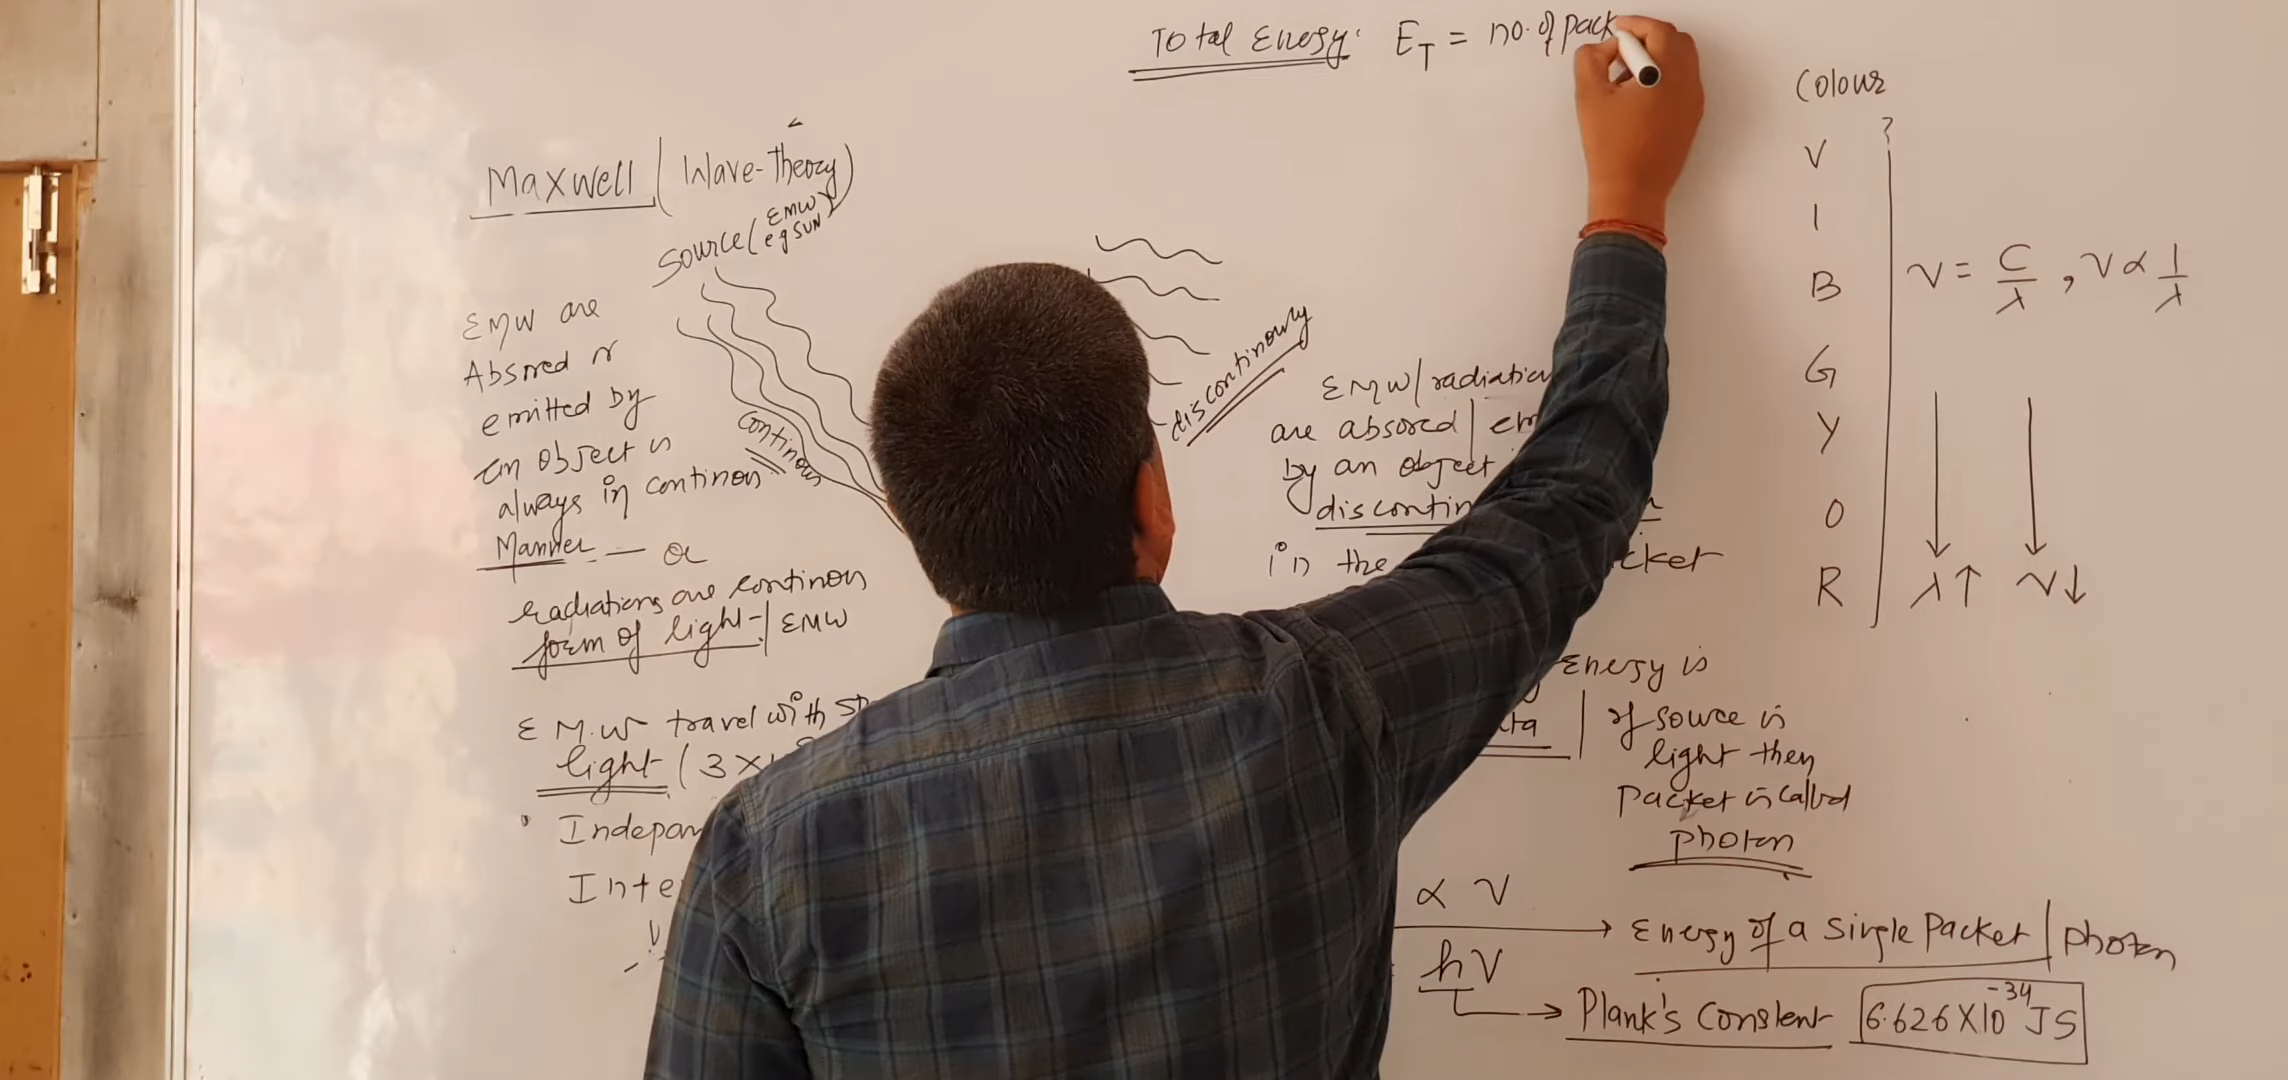 Total Energy: E_T = no. of pack
Maxwell (Wave-Theory)
Source (EMW
eg SUN)
EMW are
Absored or
emitted by
an object is
always in continous
Manner — or
radiations are continous
form of light | EMW
continous
E M.W travel with
light (3 X
Indepan
Inte
discontinously
EMW/radiation
are absored | em
by an object
discontin
in the cket
Energy is
ta | If source is
light then
Packet is called
photon
∝ ν → Energy of a Single Packet | photon
hν
→ Plank's Constent 6.626 X 10^-34 JS
Colour
?
V
I
B
G
Y
O
R
ν = C/λ , ν ∝ 1/λ
λ↑ ν↓